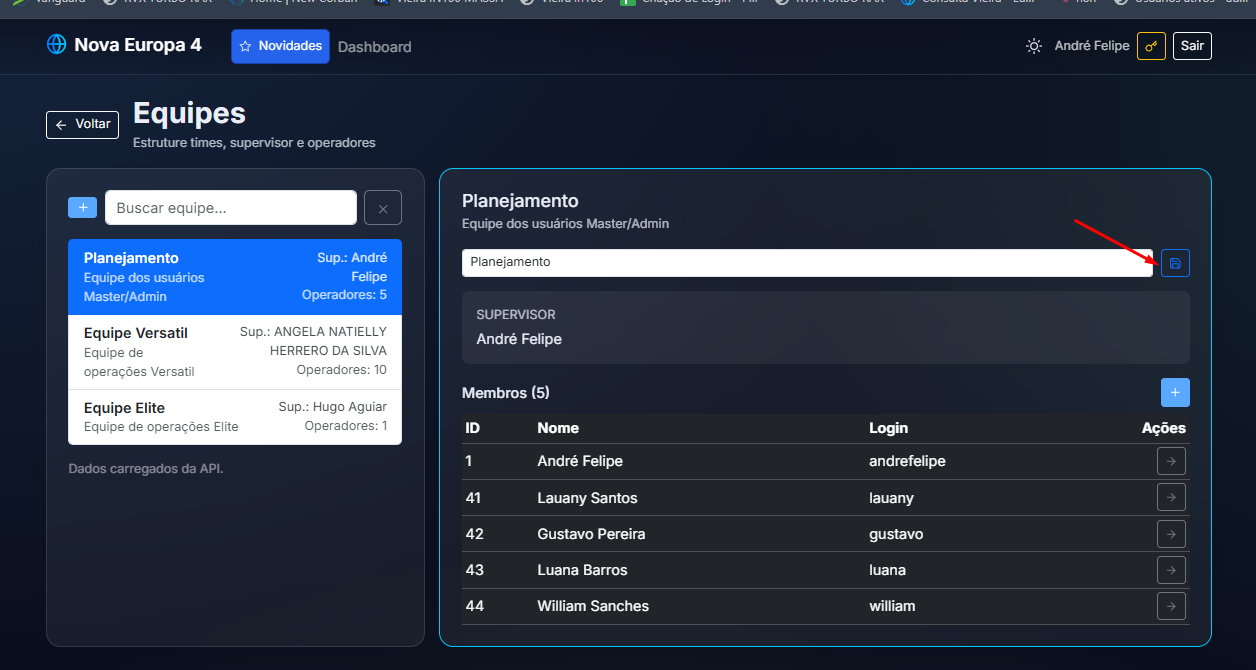 Nova Europa 4
Novidades
Dashboard
André Felipe
Sair
Voltar
Equipes
Estruture times, supervisor e operadores
Buscar equipe...
Planejamento
Sup.: André
Felipe
Equipe dos usuários
Master/Admin
Operadores: 5
Equipe Versatil
Sup.: ANGELA NATIELLY
HERRERO DA SILVA
Equipe de
operações Versatil
Operadores: 10
Equipe Elite
Sup.: Hugo Aguiar
Equipe de operações Elite
Operadores: 1
Dados carregados da API.
Planejamento
Equipe dos usuários Master/Admin
Planejamento
SUPERVISOR
André Felipe
Membros (5)
ID Nome Login Ações
1 André Felipe andrefelipe
41 Lauany Santos lauany
42 Gustavo Pereira gustavo
43 Luana Barros luana
44 William Sanches william